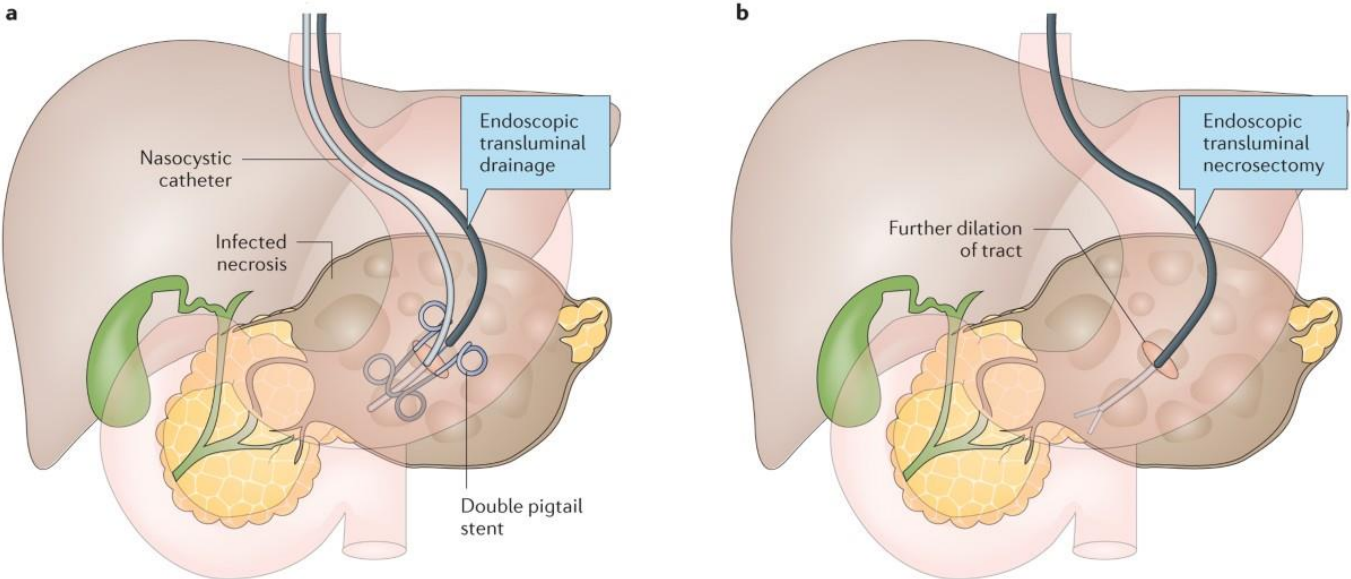 a
Nasocystic
catheter
Endoscopic
transluminal
drainage
Infected
necrosis
Double pigtail
stent
b
Endoscopic
transluminal
necrosectomy
Further dilation
of tract